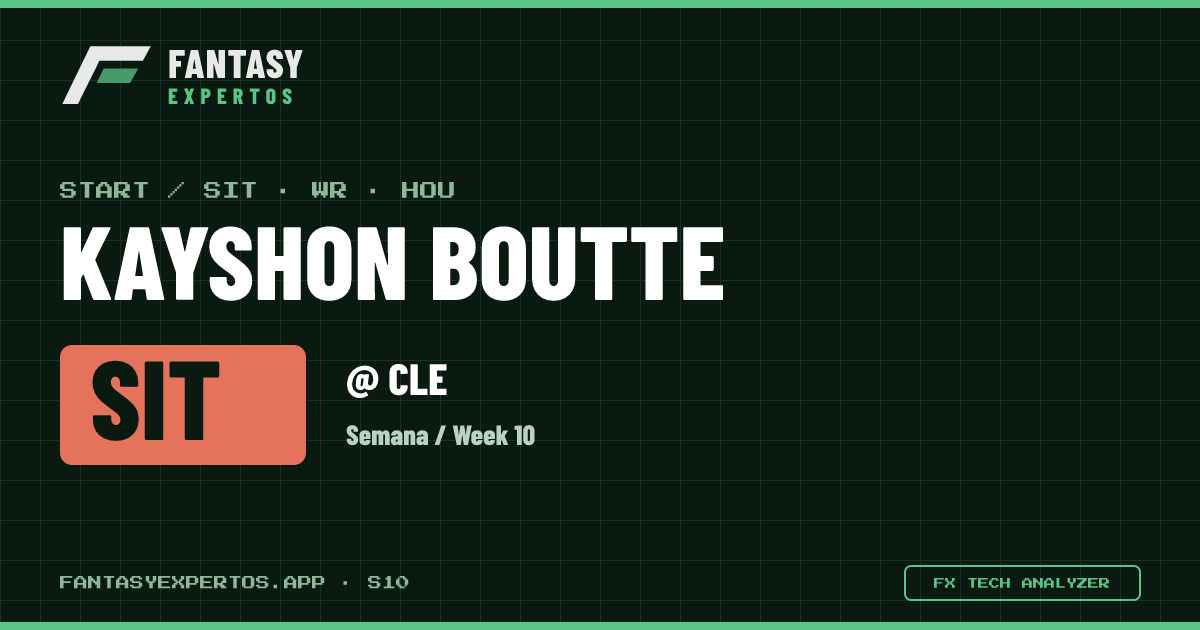 FANTASY
EXPERTOS
START / SIT · WR · HOU
KAYSHON BOUTTE
SIT
@ CLE
Semana / Week 10
FANTASYEXPERTOS.APP · S10
FX TECH ANALYZER